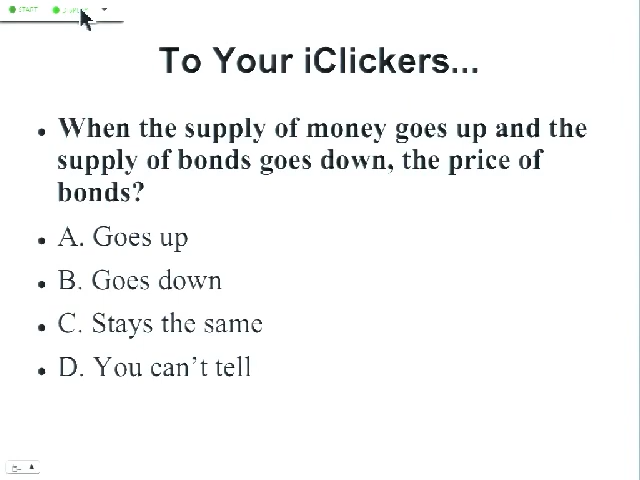 START
To Your iClickers...
When the supply of money goes up and the
supply of bonds goes down, the price of
bonds?
A. Goes up
B. Goes down
C. Stays the same
D. You can’t tell